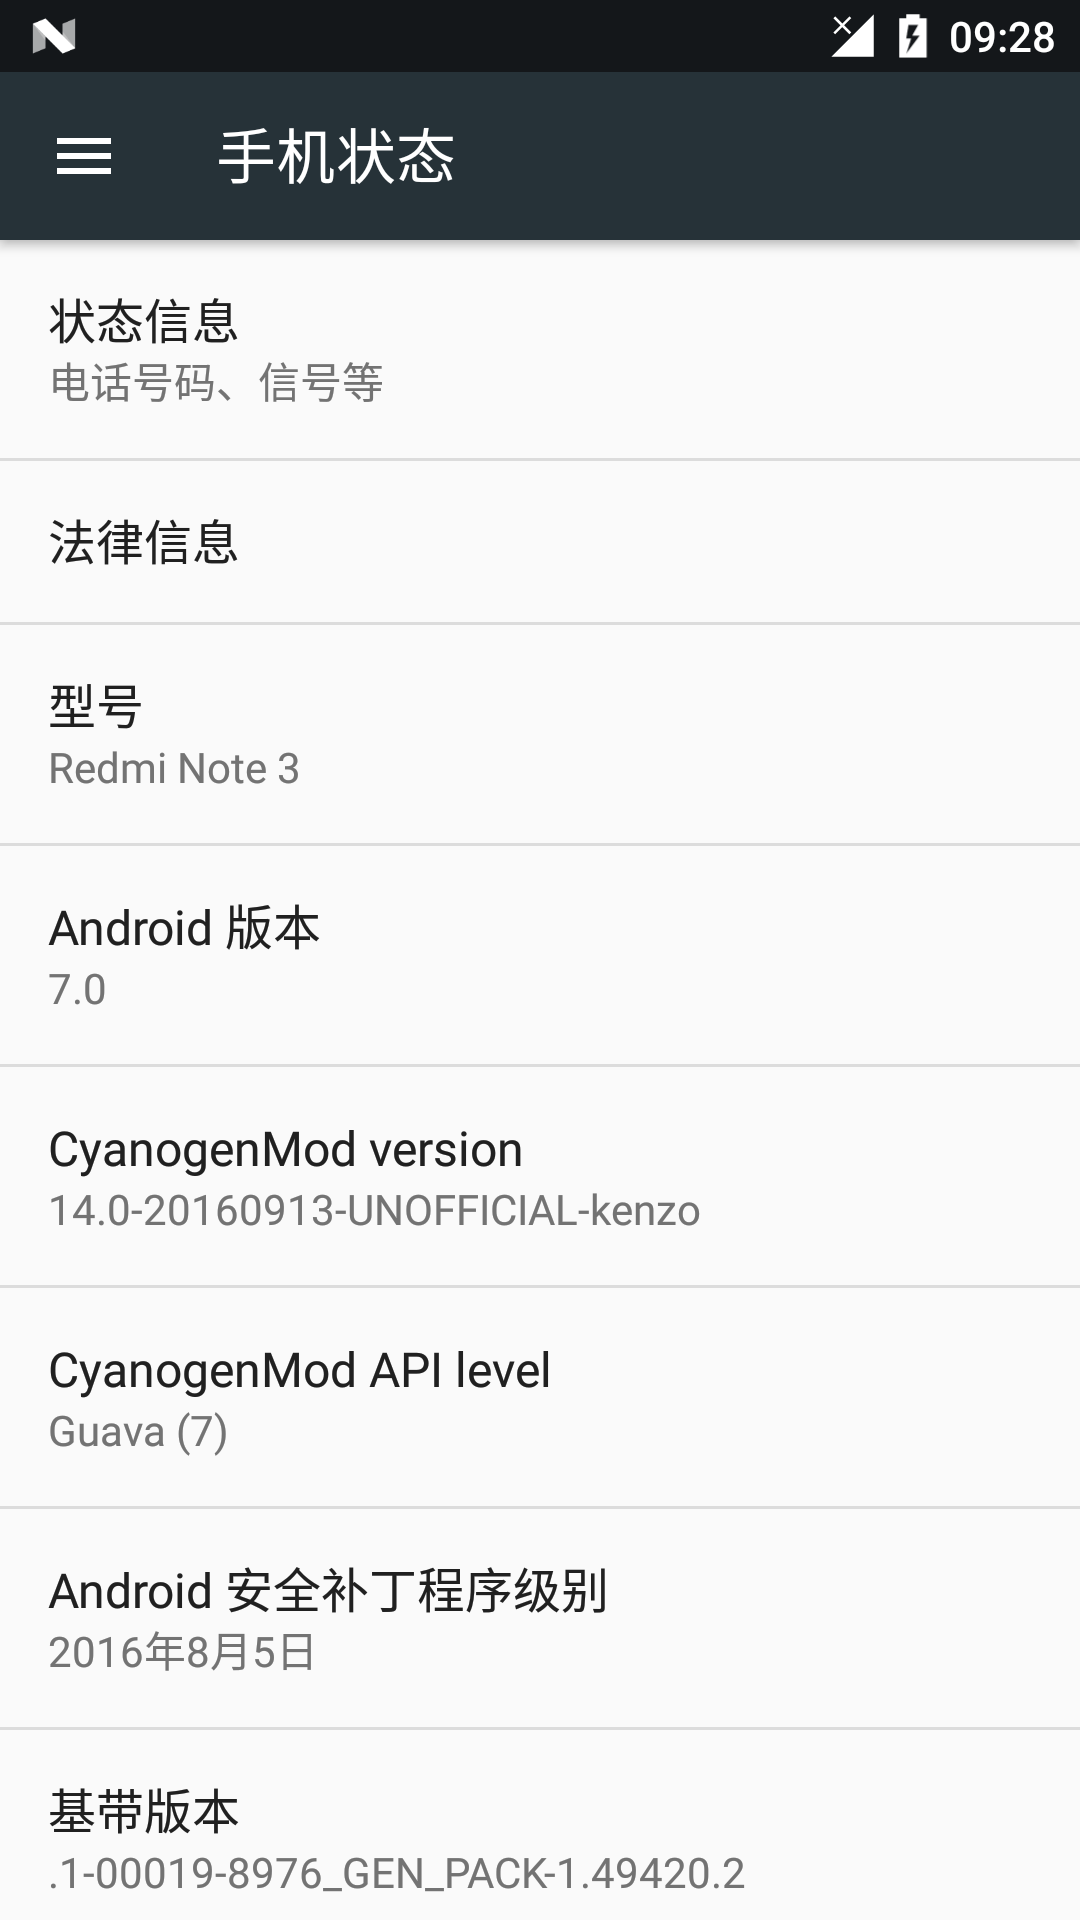 09:28
手机状态
状态信息
电话号码、信号等
法律信息
型号
Redmi Note 3
Android 版本
7.0
CyanogenMod version
14.0-20160913-UNOFFICIAL-kenzo
CyanogenMod API level
Guava (7)
Android 安全补丁程序级别
2016年8月5日
基带版本
.1-00019-8976_GEN_PACK-1.49420.2